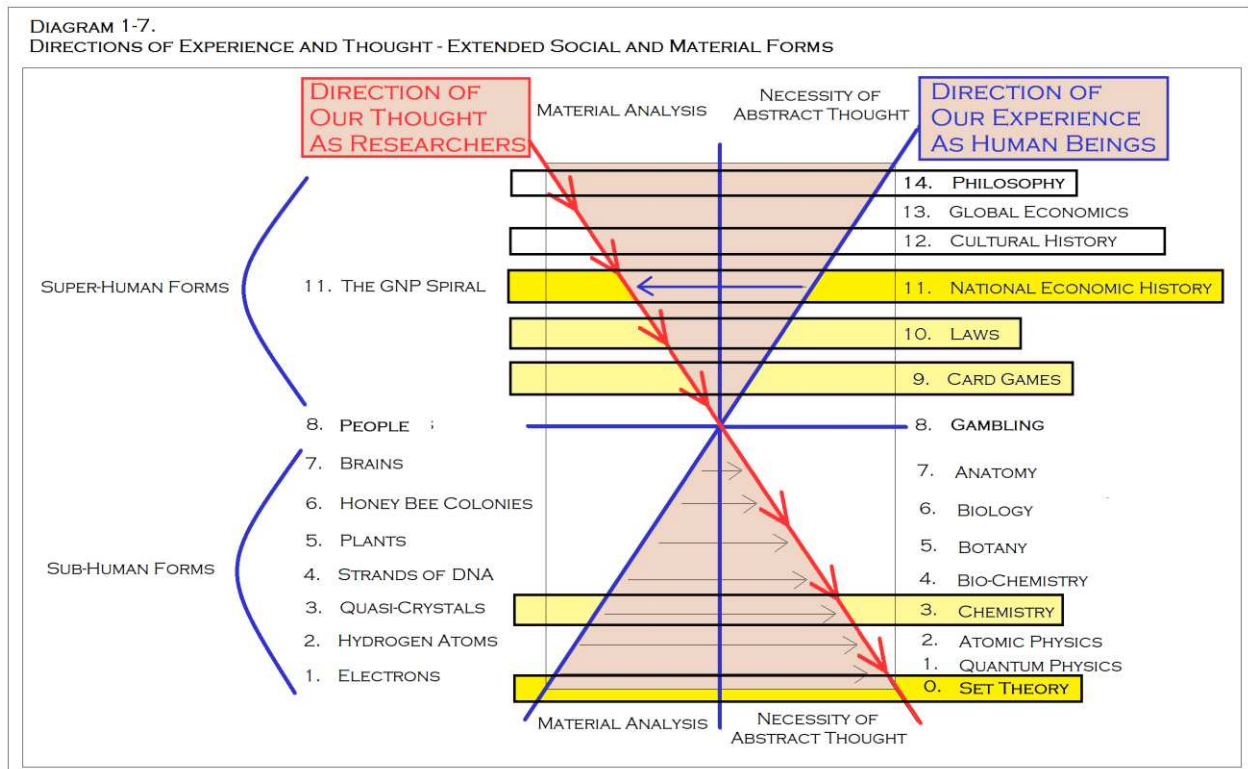 DIAGRAM 1-7.
DIRECTIONS OF EXPERIENCE AND THOUGHT - EXTENDED SOCIAL AND MATERIAL FORMS
DIRECTION OF
OUR THOUGHT
AS RESEARCHERS
MATERIAL ANALYSIS
NECESSITY OF
ABSTRACT THOUGHT
DIRECTION OF
OUR EXPERIENCE
AS HUMAN BEINGS
14. PHILOSOPHY
13. GLOBAL ECONOMICS
12. CULTURAL HISTORY
SUPER-HUMAN FORMS
11. THE GNP SPIRAL
11. NATIONAL ECONOMIC HISTORY
10. LAWS
9. CARD GAMES
8. PEOPLE ;
8. GAMBLING
7. BRAINS
7. ANATOMY
6. HONEY BEE COLONIES
6. BIOLOGY
5. PLANTS
5. BOTANY
SUB-HUMAN FORMS
4. STRANDS OF DNA
4. BIO-CHEMISTRY
3. QUASI-CRYSTALS
3. CHEMISTRY
2. HYDROGEN ATOMS
2. ATOMIC PHYSICS
1. ELECTRONS
1. QUANTUM PHYSICS
0. SET THEORY
MATERIAL ANALYSIS
NECESSITY OF
ABSTRACT THOUGHT